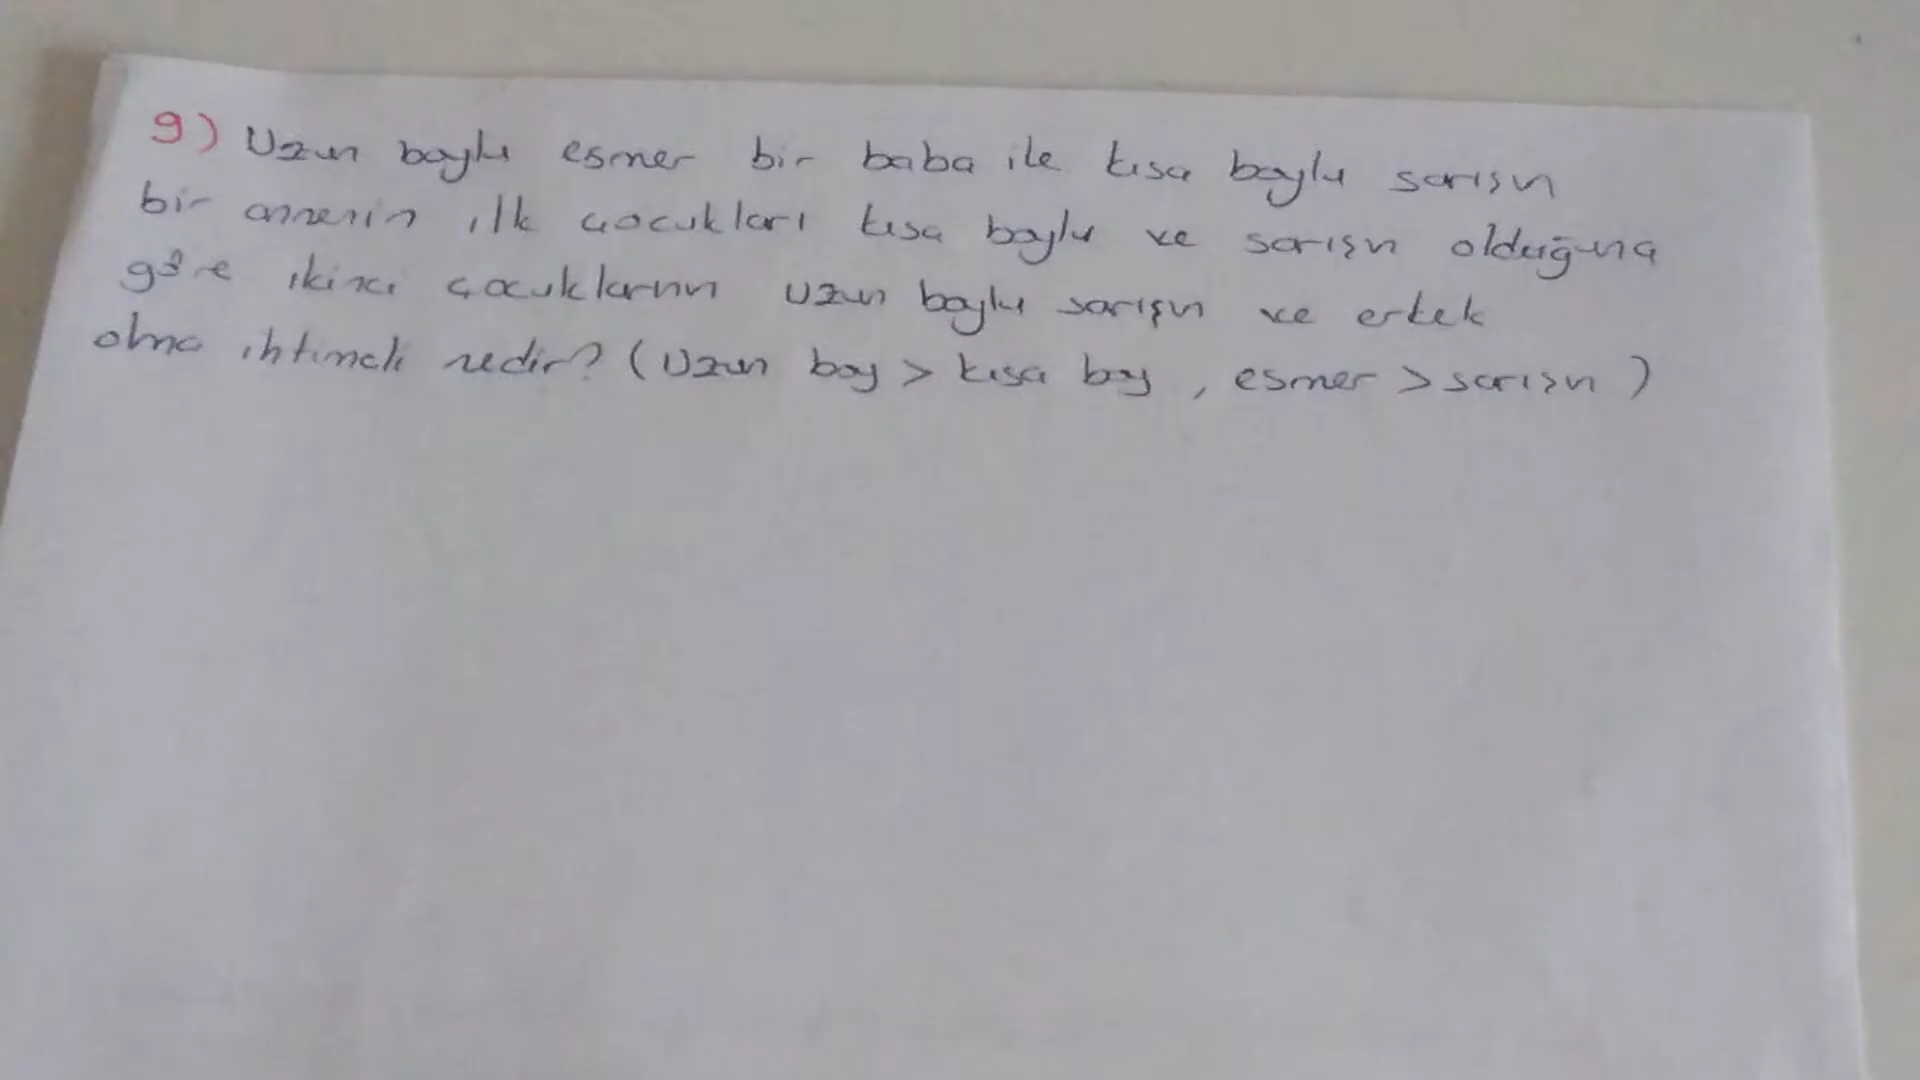 9) Uzun boylu esmer bir baba ile kısa boylu sarışın
bir annenin ilk çocukları kısa boylu ve sarışın olduğuna
göre ikinci çocuklarının uzun boylu sarışın ve erkek
olma ihtimali nedir? (Uzun boy > kısa boy, esmer > sarışın)